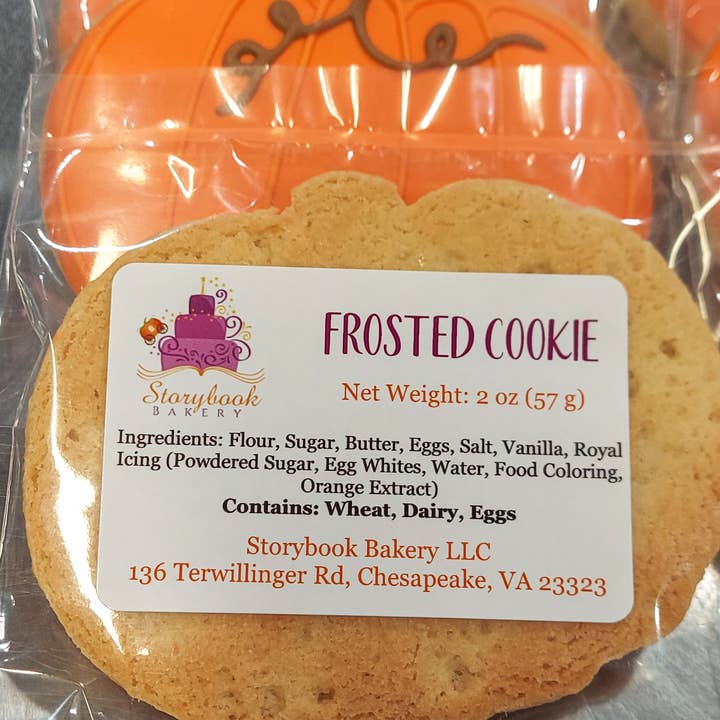 Storybook
BAKERY
FROSTED COOKIE
Net Weight: 2 oz (57 g)
Ingredients: Flour, Sugar, Butter, Eggs, Salt, Vanilla, Royal
Icing (Powdered Sugar, Egg Whites, Water, Food Coloring,
Orange Extract)
Contains: Wheat, Dairy, Eggs
Storybook Bakery LLC
136 Terwillinger Rd, Chesapeake, VA 23323